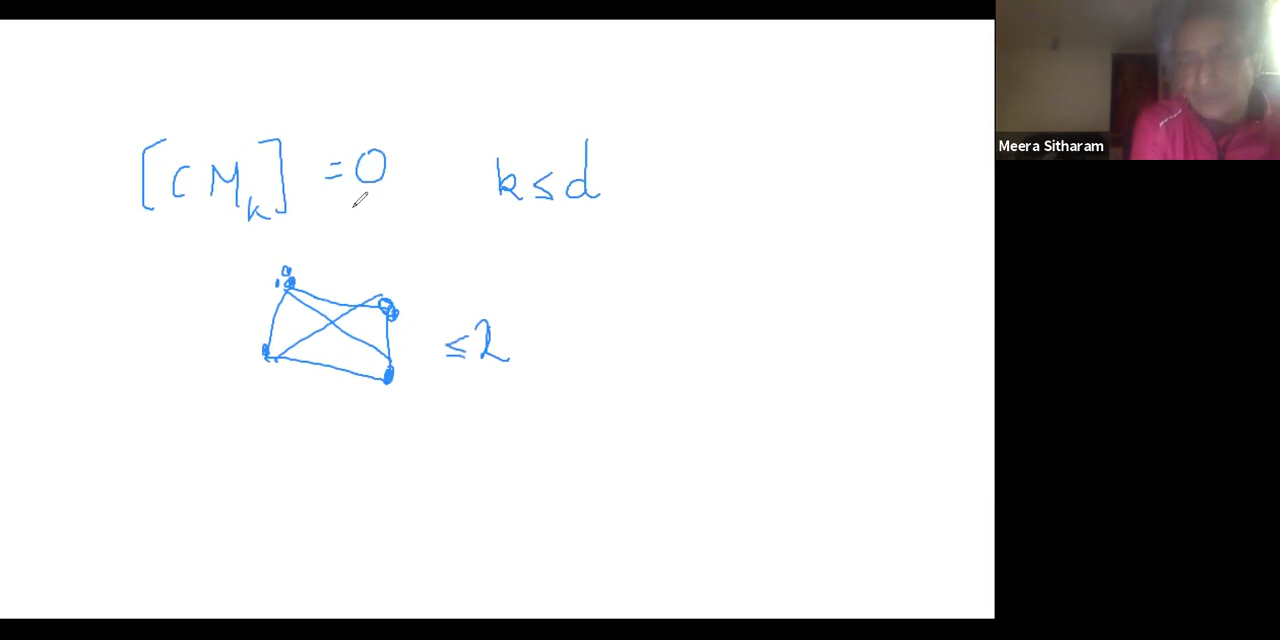 [CM_k] = 0 k ≤ d
≤ 2
Meera Sitharam